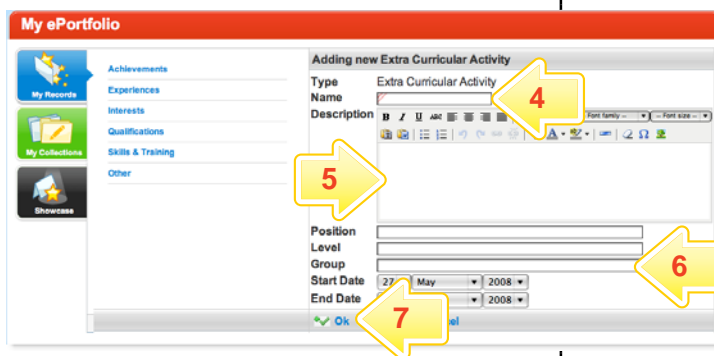 My ePortfolio
My Records
My Collections
Showcase
Achievements
Experiences
Interests
Qualifications
Skills & Training
Other
Adding new Extra Curricular Activity
Type Extra Curricular Activity
Name
4
Description B I U ABC Font family -- -- Font size --
5
Position
Level
Group
6
Start Date 27 May 2008
End Date 2008
Ok
7